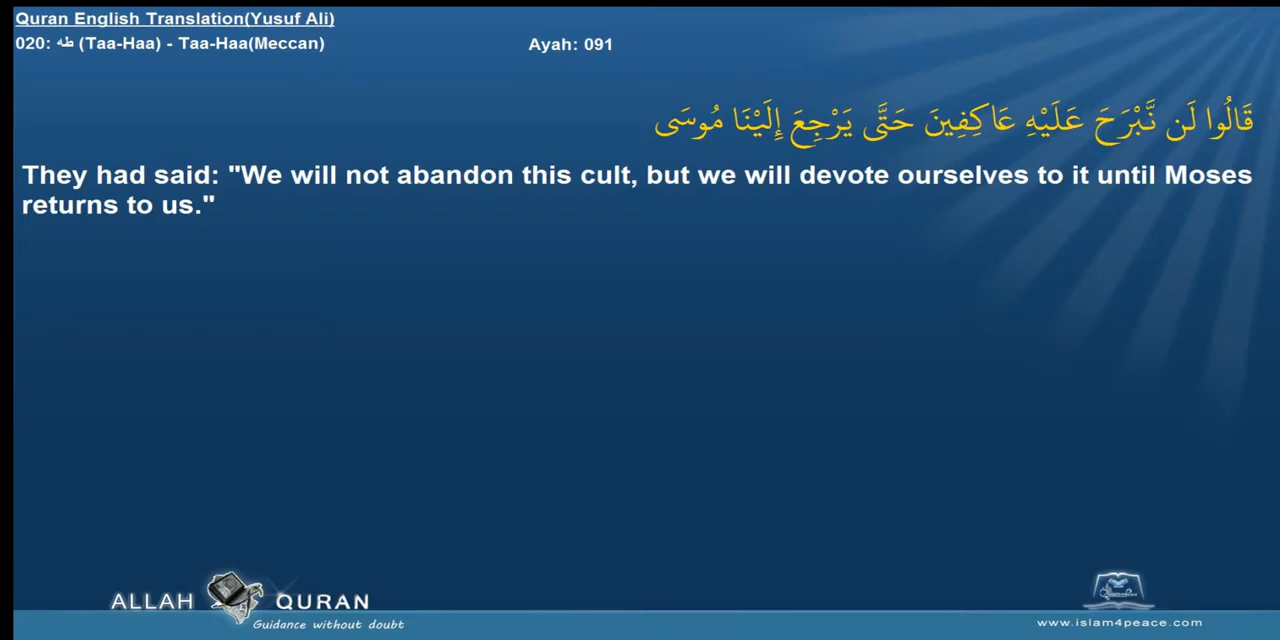 Quran English Translation(Yusuf Ali)
020: طه (Taa-Haa) - Taa-Haa(Meccan)
Ayah: 091
قَالُوا لَن نَّبْرَحَ عَلَيْهِ عَاكِفِينَ حَتَّى يَرْجِعَ إِلَيْنَا مُوسَى
They had said: "We will not abandon this cult, but we will devote ourselves to it until Moses
returns to us."
ALLAH QURAN
Guidance without doubt
www.islam4peace.com